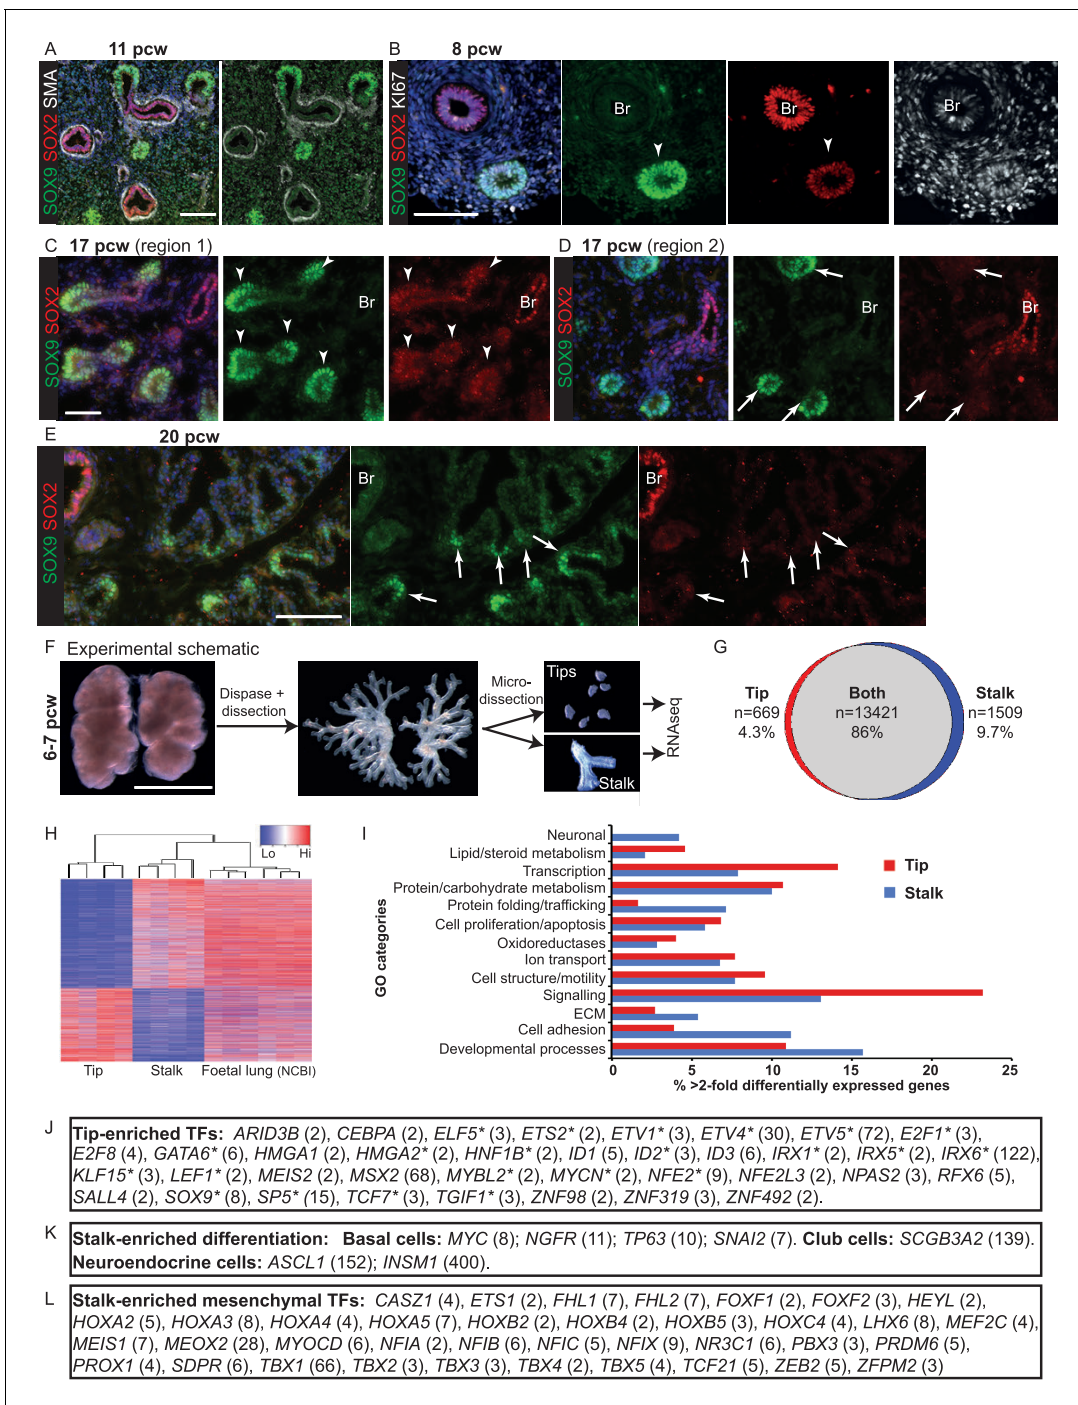 A 11 pcw
SOX9 SOX2 SMA
B 8 pcw
SOX9 SOX2 KI67
Br
Br
Br
C 17 pcw (region 1)
SOX9 SOX2
Br
Br
D 17 pcw (region 2)
SOX9 SOX2
Br
Br
E 20 pcw
SOX9 SOX2
Br
Br
F Experimental schematic
6-7 pcw
Dispase +
dissection
Micro-
dissection
Tips
Stalk
RNAseq
G
Tip
n=669
4.3%
Both
n=13421
86%
Stalk
n=1509
9.7%
H
Lo Hi
Tip Stalk Foetal lung (NCBI)
I
GO categories
Neuronal
Lipid/steroid metabolism
Transcription
Protein/carbohydrate metabolism
Protein folding/trafficking
Cell proliferation/apoptosis
Oxidoreductases
Ion transport
Cell structure/motility
Signalling
ECM
Cell adhesion
Developmental processes
Tip
Stalk
0 5 10 15 20 25
% >2-fold differentially expressed genes
J Tip-enriched TFs: ARID3B (2), CEBPA (2), ELF5* (3), ETS2* (2), ETV1* (3), ETV4* (30), ETV5* (72), E2F1* (3),
E2F8 (4), GATA6* (6), HMGA1 (2), HMGA2* (2), HNF1B* (2), ID1 (5), ID2* (3), ID3 (6), IRX1* (2), IRX5* (2), IRX6* (122),
KLF15* (3), LEF1* (2), MEIS2 (2), MSX2 (68), MYBL2* (2), MYCN* (2), NFE2* (9), NFE2L3 (2), NPAS2 (3), RFX6 (5),
SALL4 (2), SOX9* (8), SP5* (15), TCF7* (3), TGIF1* (3), ZNF98 (2), ZNF319 (3), ZNF492 (2).
K Stalk-enriched differentiation: Basal cells: MYC (8); NGFR (11); TP63 (10); SNAI2 (7). Club cells: SCGB3A2 (139).
Neuroendocrine cells: ASCL1 (152); INSM1 (400).
L Stalk-enriched mesenchymal TFs: CASZ1 (4), ETS1 (2), FHL1 (7), FHL2 (7), FOXF1 (2), FOXF2 (3), HEYL (2),
HOXA2 (5), HOXA3 (8), HOXA4 (4), HOXA5 (7), HOXB2 (2), HOXB4 (2), HOXB5 (3), HOXC4 (4), LHX6 (8), MEF2C (4),
MEIS1 (7), MEOX2 (28), MYOCD (6), NFIA (2), NFIB (6), NFIC (5), NFIX (9), NR3C1 (6), PBX3 (3), PRDM6 (5),
PROX1 (4), SDPR (6), TBX1 (66), TBX2 (3), TBX3 (3), TBX4 (2), TBX5 (4), TCF21 (5), ZEB2 (5), ZFPM2 (3)